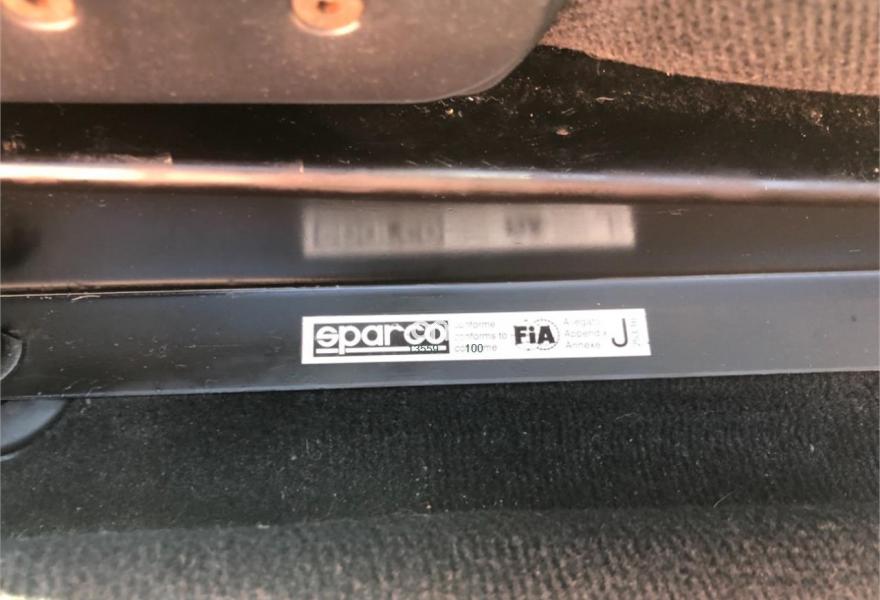 sparco
conforme
conforms to
100
FiA
Allegato
Appendix
Annexe
J